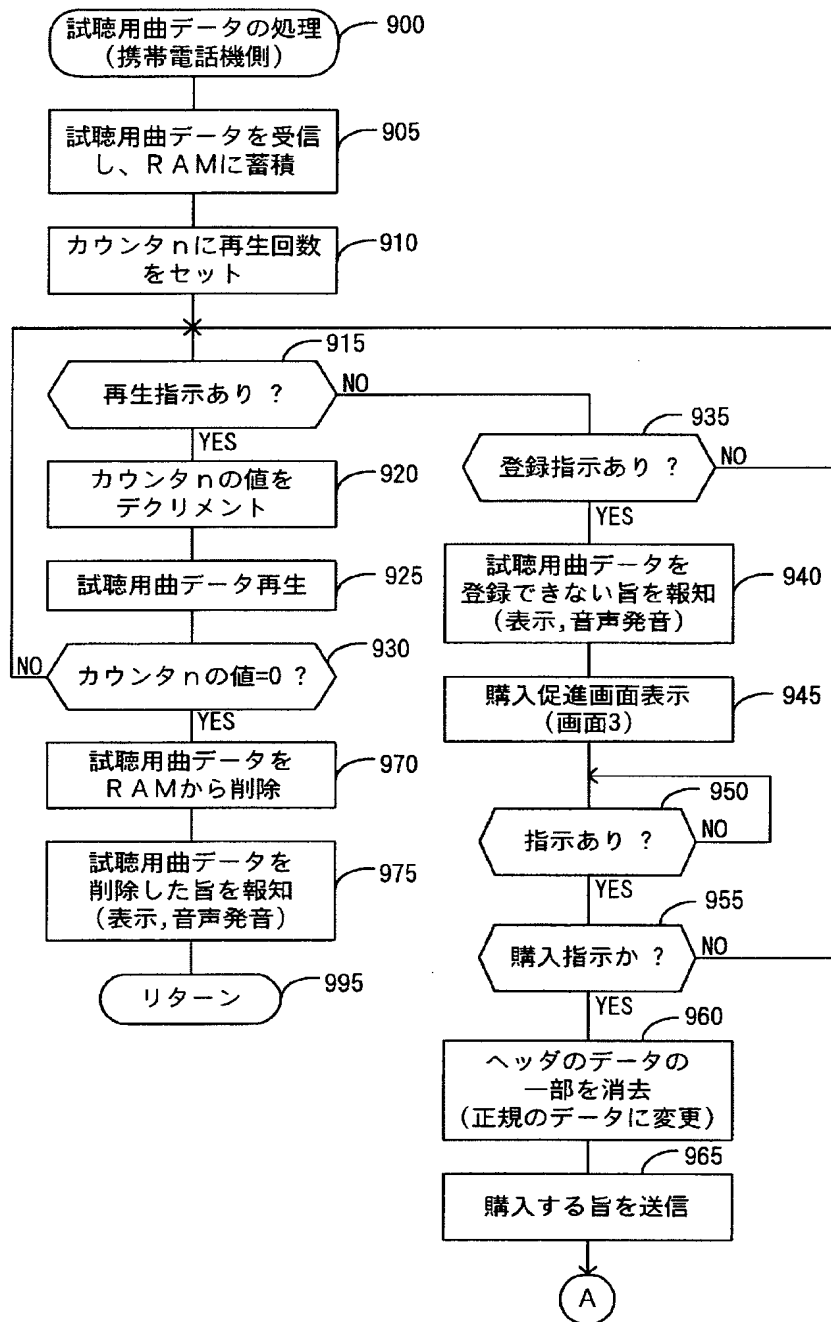 試聴用曲データの処理
(携帯電話機側)
900
試聴用曲データを受信
し、RAMに蓄積
905
カウンタnに再生回数
をセット
910
915
再生指示あり ?
NO
YES
カウンタnの値を
デクリメント
920
試聴用曲データ再生
925
カウンタnの値=0 ?
930
NO
YES
試聴用曲データを
RAMから削除
970
試聴用曲データを
削除した旨を報知
(表示,音声発音)
975
リターン
995
935
登録指示あり ?
NO
YES
試聴用曲データを
登録できない旨を報知
(表示,音声発音)
940
購入促進画面表示
(画面3)
945
950
指示あり ?
NO
YES
955
購入指示か ?
NO
YES
960
ヘッダのデータの
一部を消去
(正規のデータに変更)
965
購入する旨を送信
A